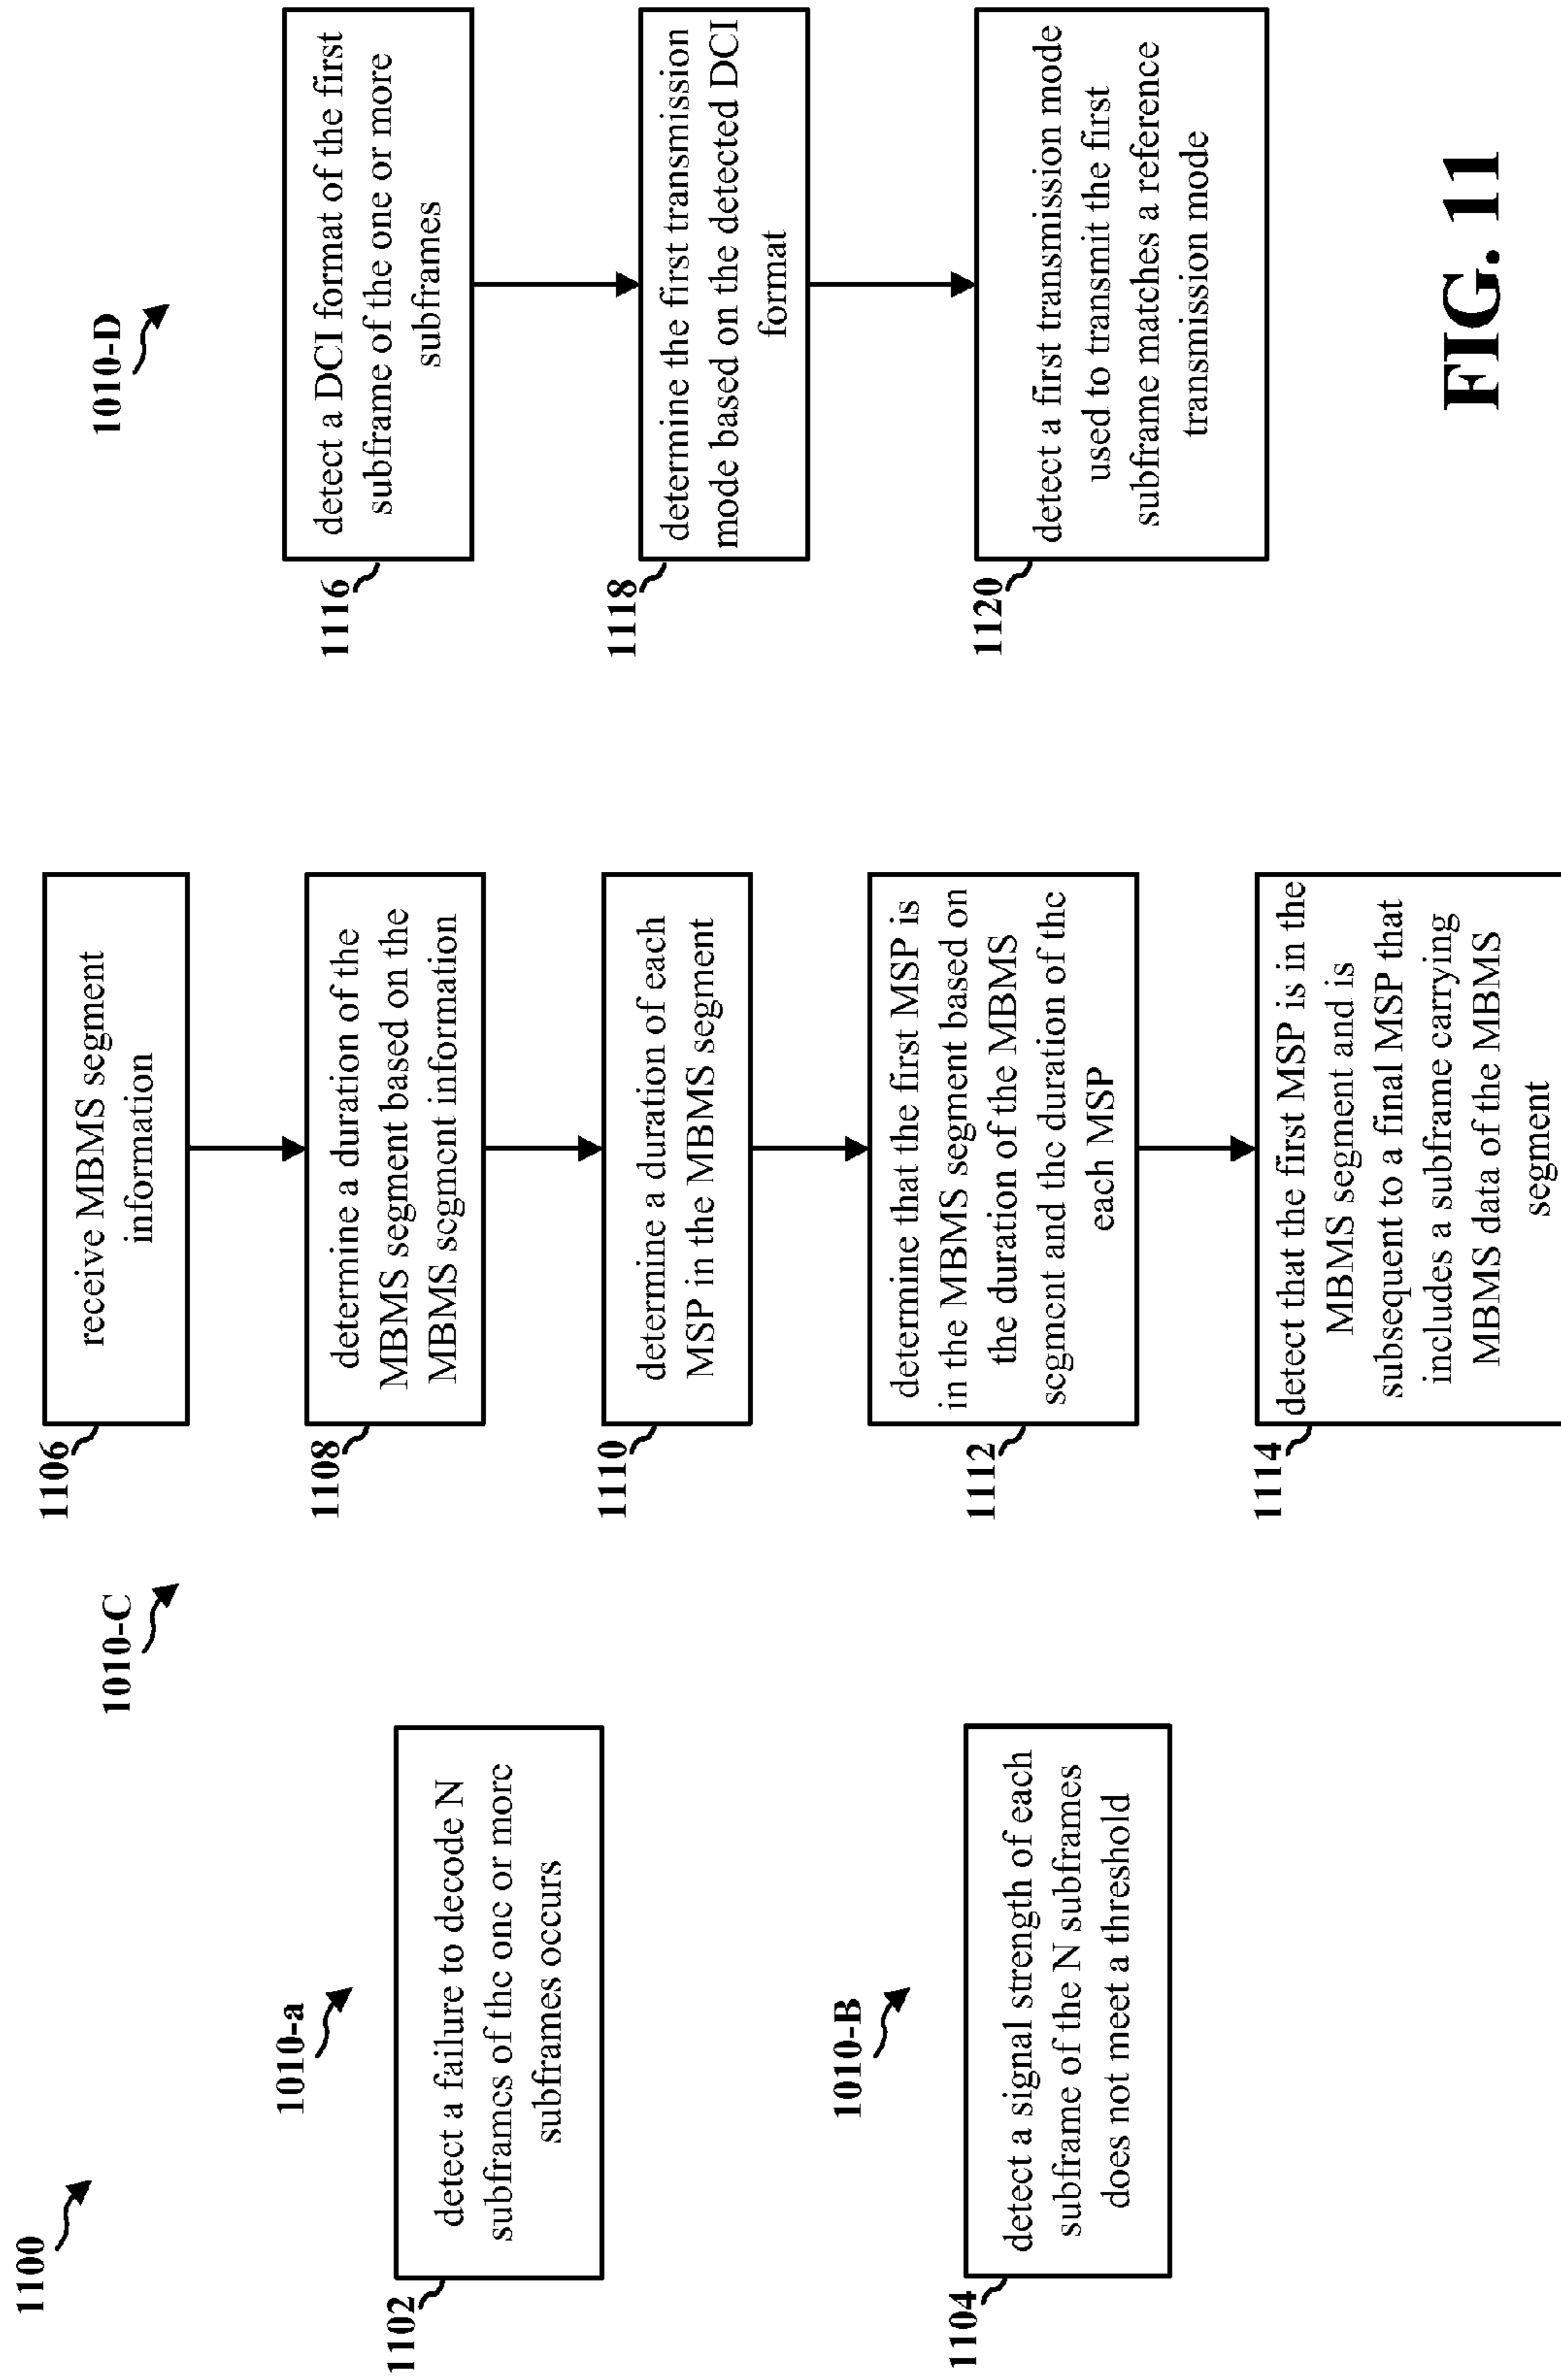 1100
1010-a
1102
detect a failure to decode N
subframes of the one or more
subframes occurs
1010-B
1104
detect a signal strength of each
subframe of the N subframes
does not meet a threshold
1010-C
1106
receive MBMS segment
information
1108
determine a duration of the
MBMS segment based on the
MBMS segment information
1110
determine a duration of each
MSP in the MBMS segment
1112
determine that the first MSP is
in the MBMS segment based on
the duration of the MBMS
segment and the duration of the
each MSP
1114
detect that the first MSP is in the
MBMS segment and is
subsequent to a final MSP that
includes a subframe carrying
MBMS data of the MBMS
segment
1010-D
1116
detect a DCI format of the first
subframe of the one or more
subframes
1118
determine the first transmission
mode based on the detected DCI
format
1120
detect a first transmission mode
used to transmit the first
subframe matches a reference
transmission mode
FIG. 11